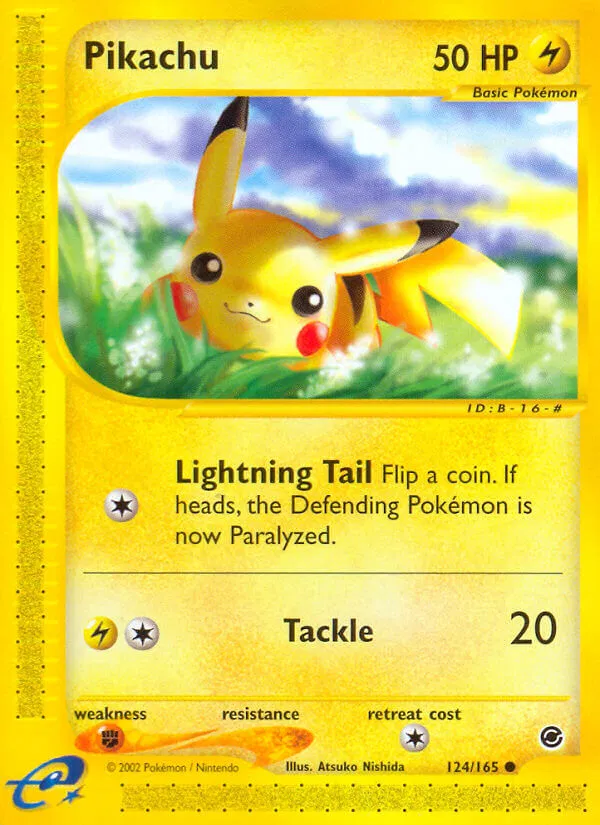 Pikachu 50 HP
Basic Pokémon
ID:B-16-#
Lightning Tail Flip a coin. If
heads, the Defending Pokémon is
now Paralyzed.
Tackle 20
weakness resistance retreat cost
© 2002 Pokémon / Nintendo Illus. Atsuko Nishida 124/165
e